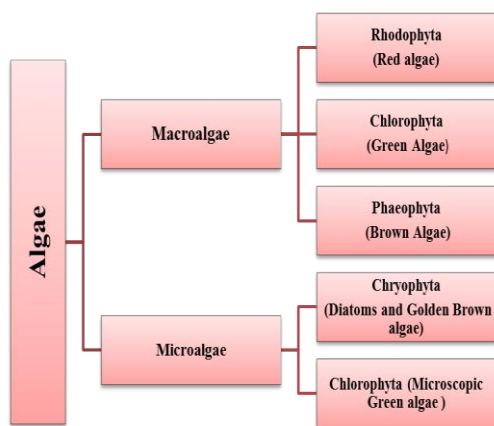 Algae
Macroalgae
Rhodophyta
(Red algae)
Chlorophyta
(Green Algae)
Phaeophyta
(Brown Algae)
Microalgae
Chryophyta
(Diatoms and Golden Brown
algae)
Chlorophyta (Microscopic
Green algae )